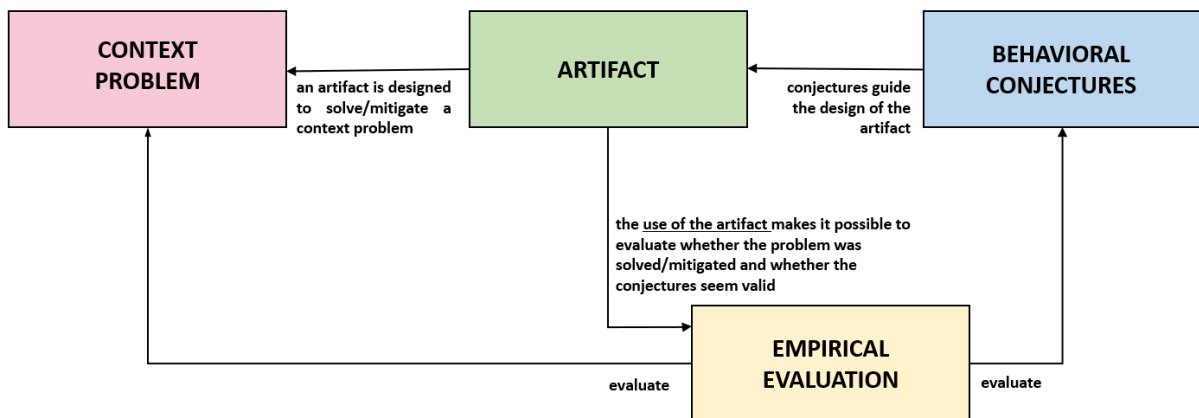 CONTEXT
PROBLEM
ARTIFACT
BEHAVIORAL
CONJECTURES
an artifact is designed
to solve/mitigate a
context problem
conjectures guide
the design of the
artifact
the use of the artifact makes it possible to
evaluate whether the problem was
solved/mitigated and whether the
conjectures seem valid
EMPIRICAL
EVALUATION
evaluate
evaluate